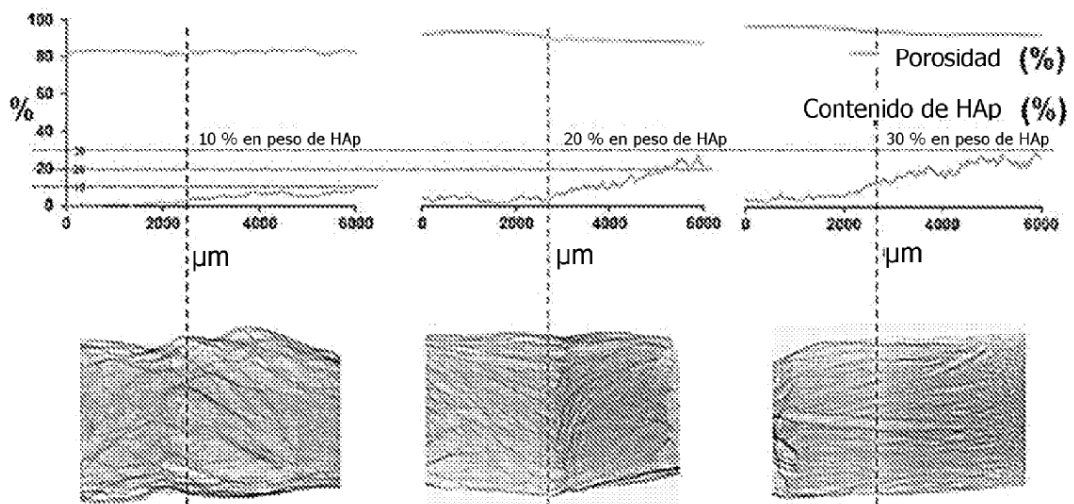 100
80
60
40
20
0
%
Porosidad (%)
Contenido de HAp (%)
10 % en peso de HAp
20 % en peso de HAp
30 % en peso de HAp
30
20
10
0 2000 4000 6000
0 2000 4000 6000
0 2000 4000 6000
µm
µm
µm